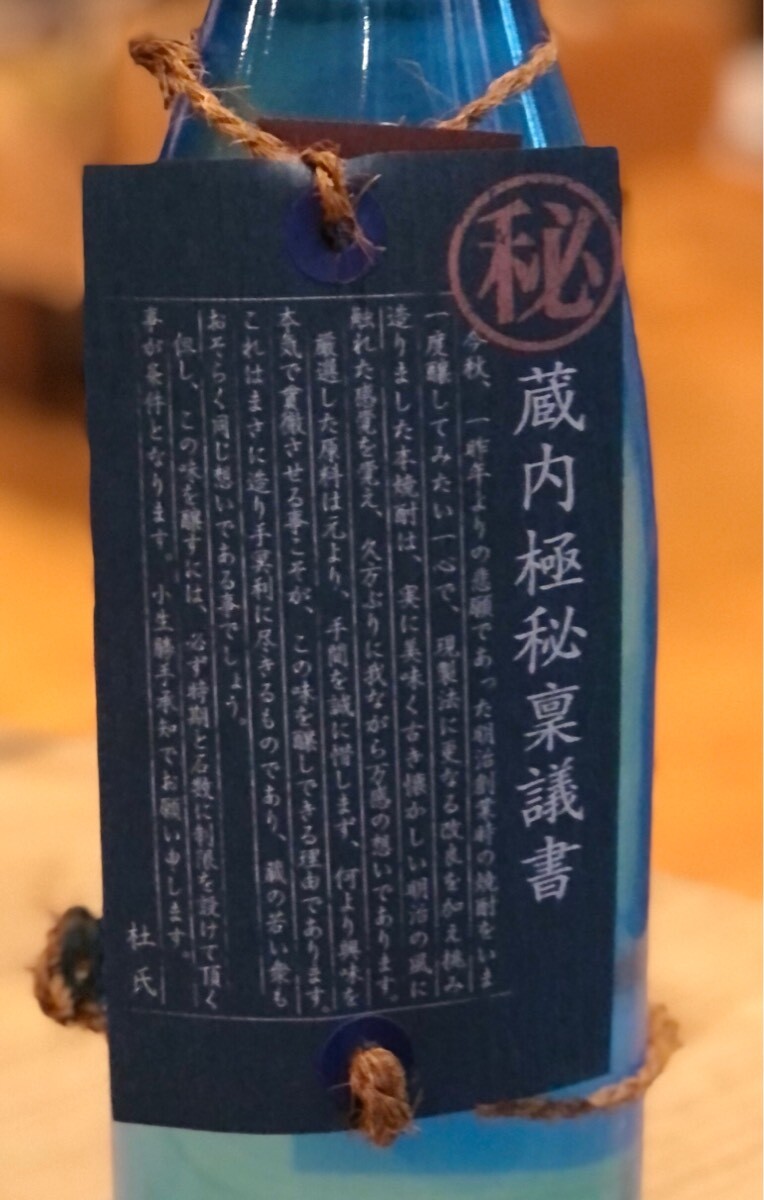 秘
蔵内極秘稟議書
今秋、一昨年よりの悲願であった明治創業時の焼酎をいま
一度醸してみたい一心で、現製法に更なる改良を加え挑み
造りました本焼酎は、実に美味く古き懐かしい明治の風に
触れた感覚を覚え、久方ぶりに我ながら万感の想いであります。
厳選した原料は元より、手間を誠に惜しまず、何より興味を
本気で貫徹させる事こそが、この味を醸しできる理由であります。
これはまさに造り手冥利に尽きるものであり、蔵の若い衆も
おそらく同じ想いである事でしょう。
但し、この味を醸すには、必ず時期と石数に制限を設けて頂く
事が条件となります。小生勝手承知でお願い申します。
杜氏